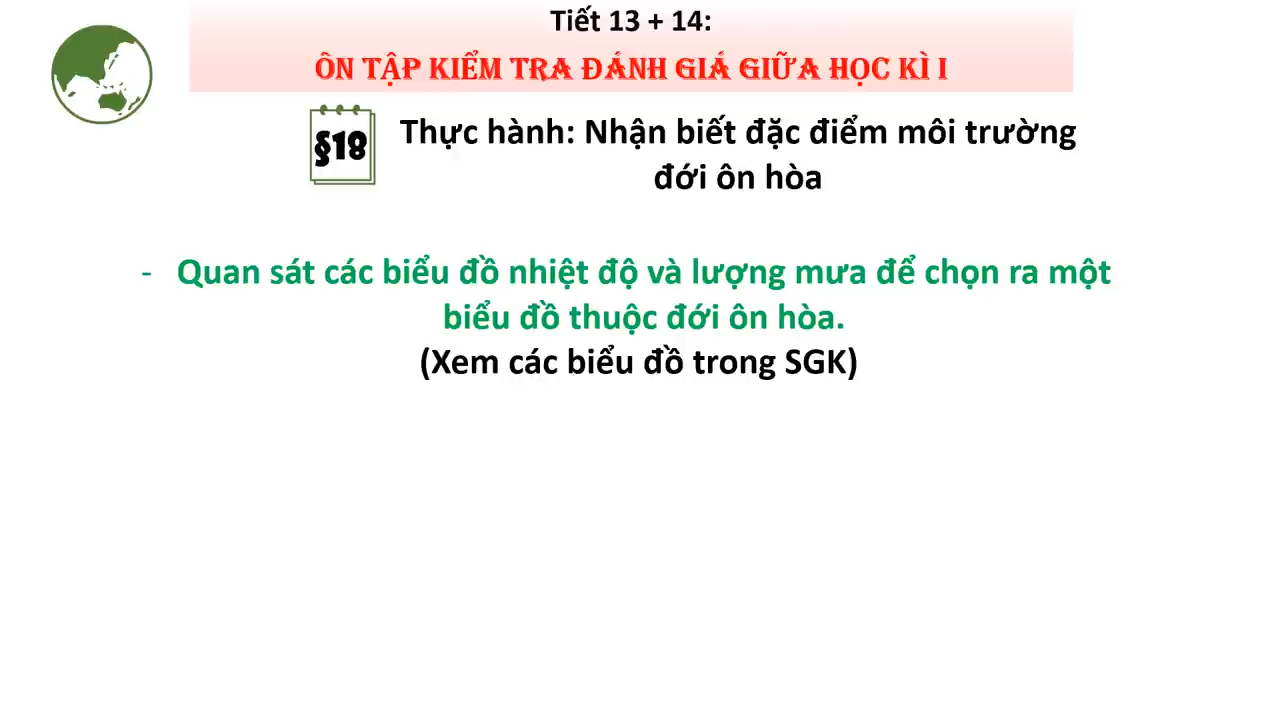 Tiết 13 + 14:
ÔN TẬP KIỂM TRA ĐÁNH GIÁ GIỮA HỌC KÌ I
§18
Thực hành: Nhận biết đặc điểm môi trường
đới ôn hòa
- Quan sát các biểu đồ nhiệt độ và lượng mưa để chọn ra một
biểu đồ thuộc đới ôn hòa.
(Xem các biểu đồ trong SGK)